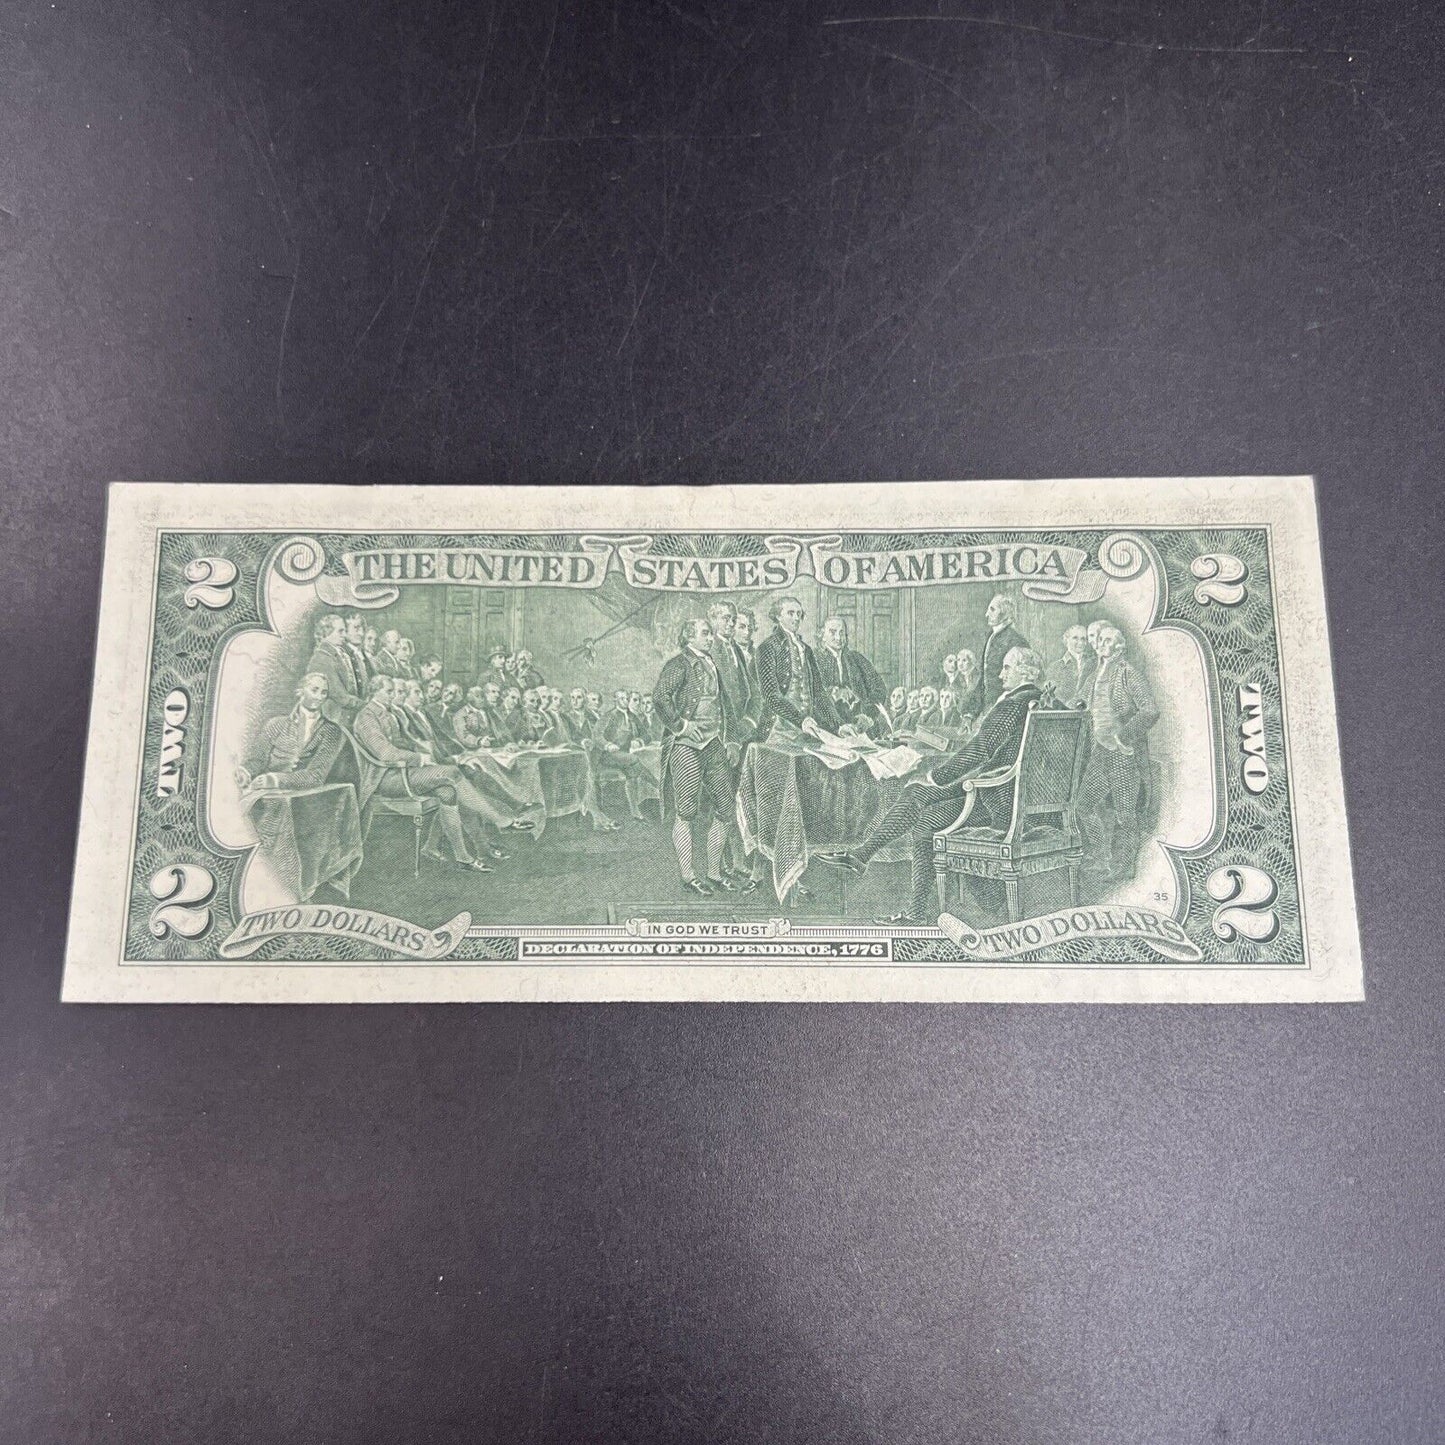 2 THE UNITED STATES OF AMERICA 2
TWO TWO
35
2 TWO DOLLARS IN GOD WE TRUST TWO DOLLARS 2
DECLARATION OF INDEPENDENCE, 1776